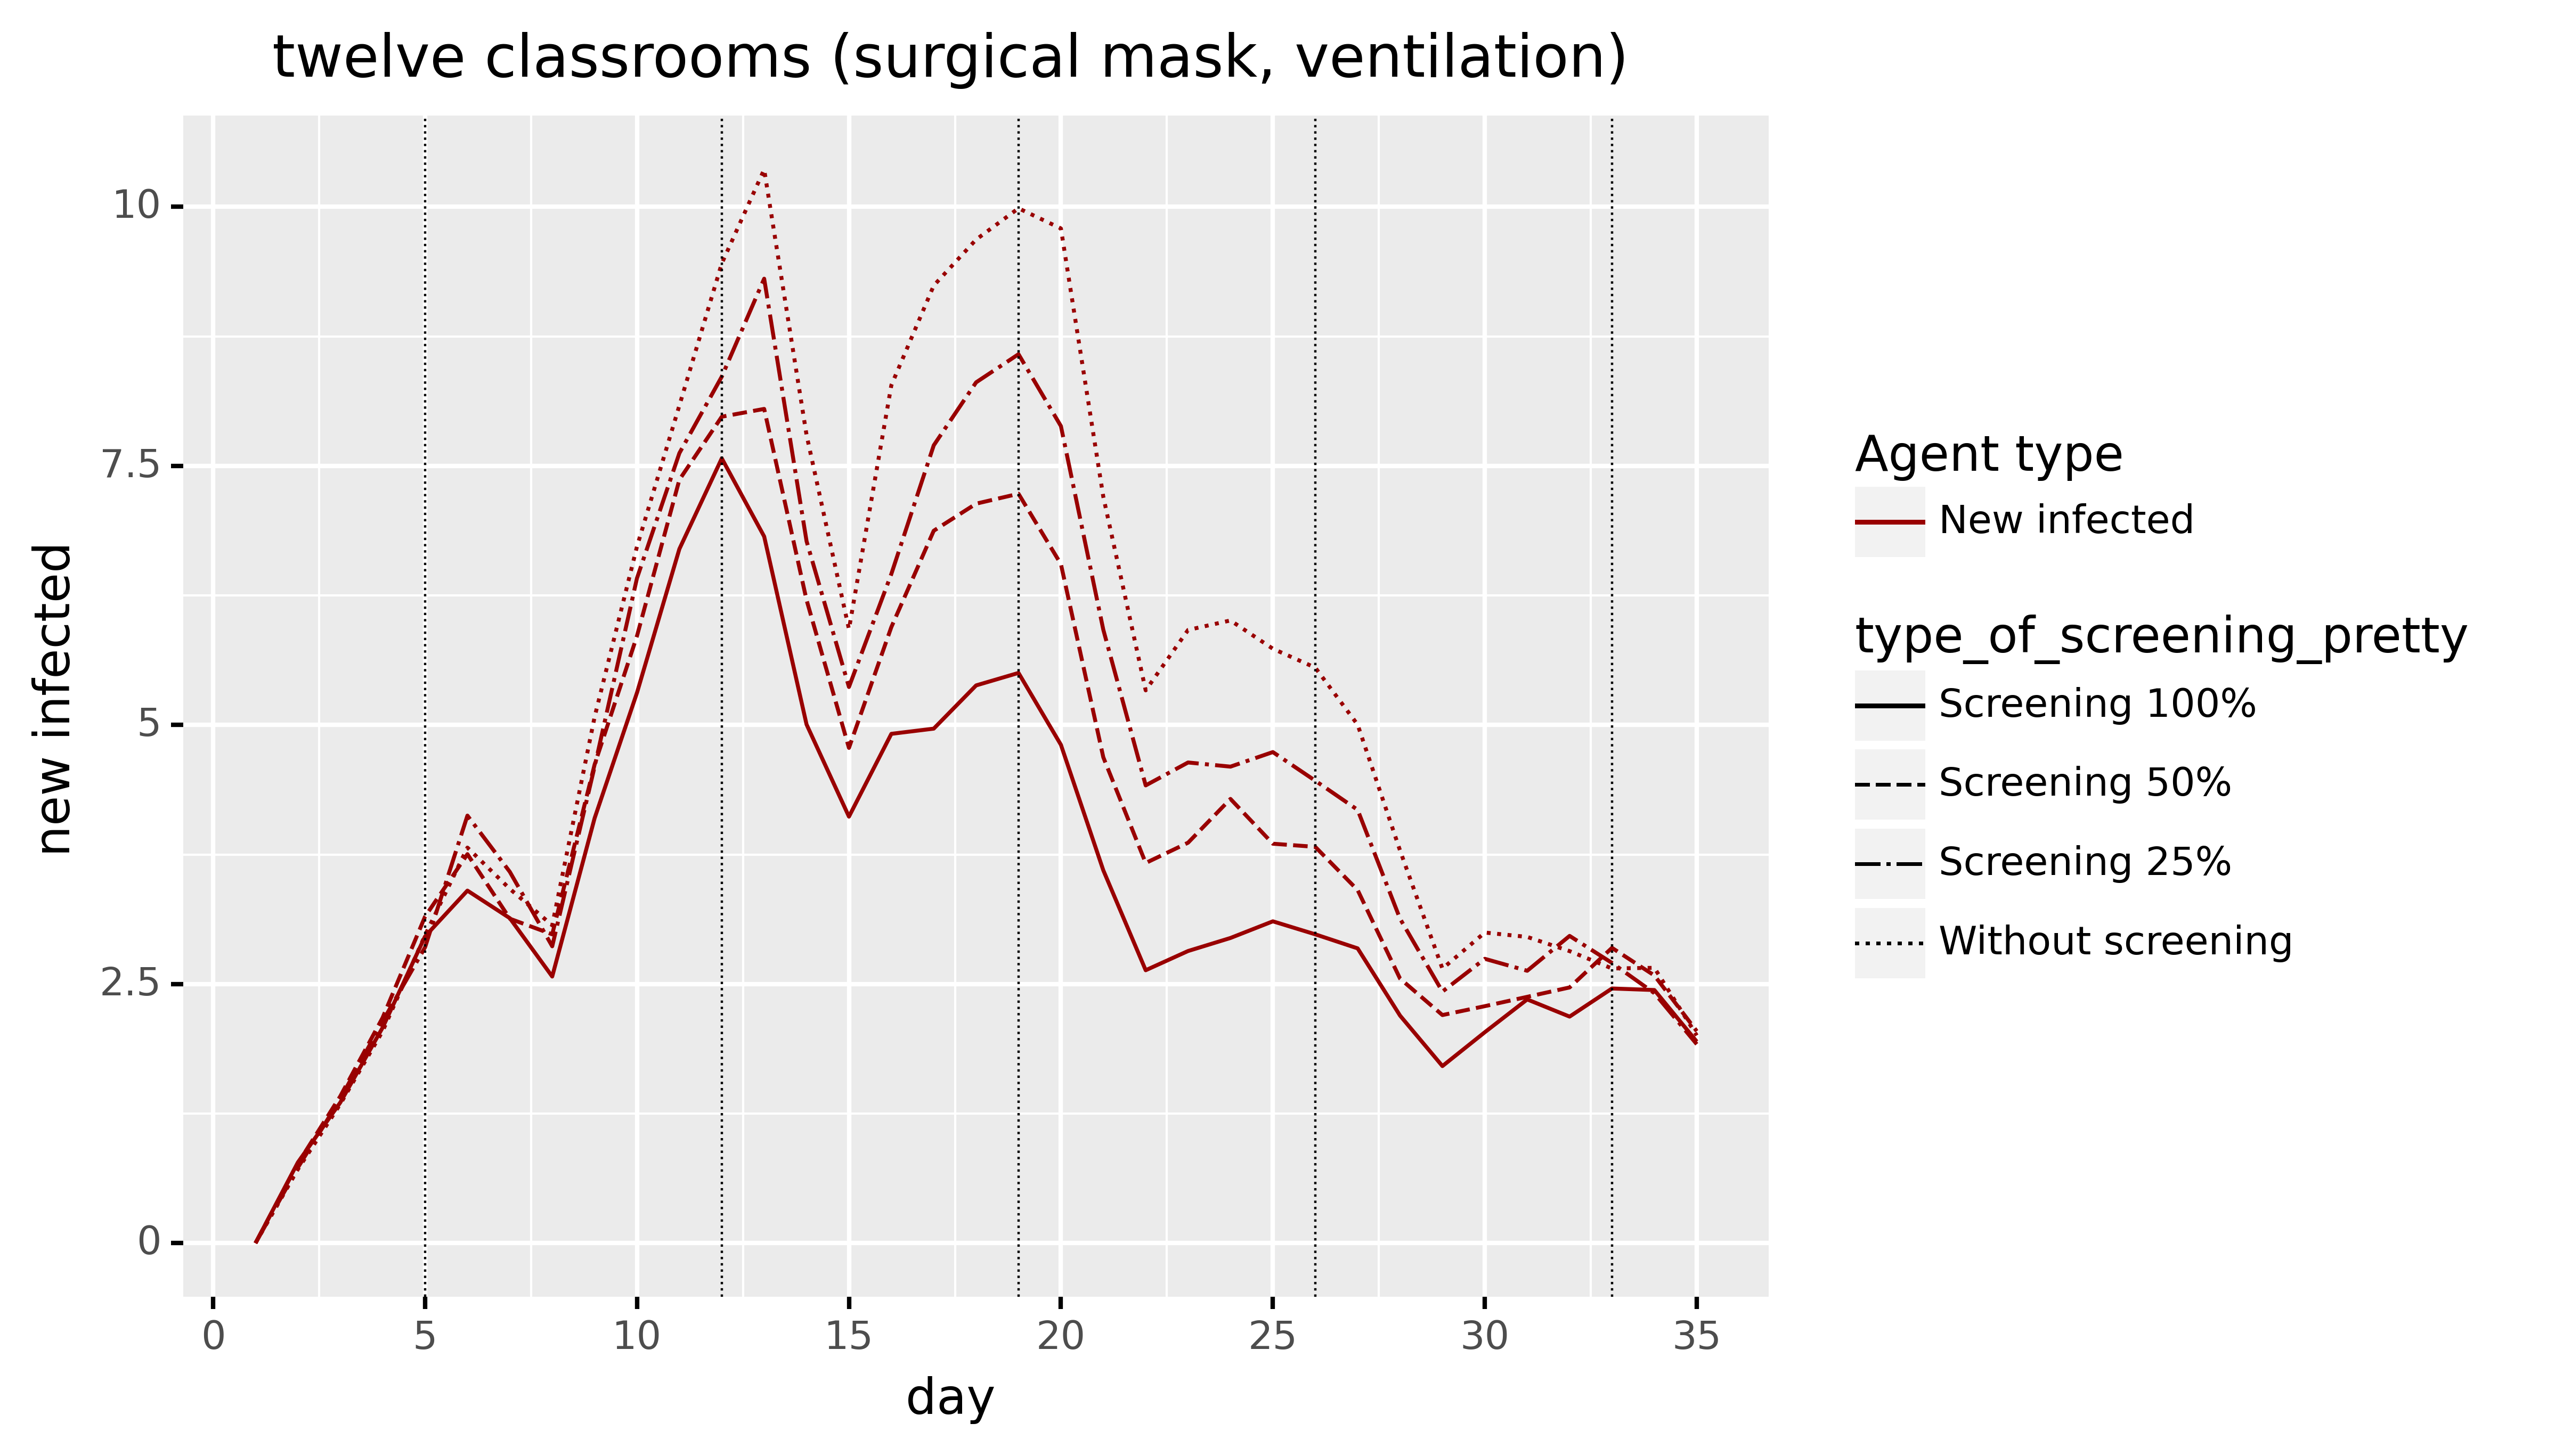 twelve classrooms (surgical mask, ventilation)
new infected
10
7.5
5
2.5
0
0 5 10 15 20 25 30 35
day
Agent type
New infected
type_of_screening_pretty
Screening 100%
Screening 50%
Screening 25%
Without screening